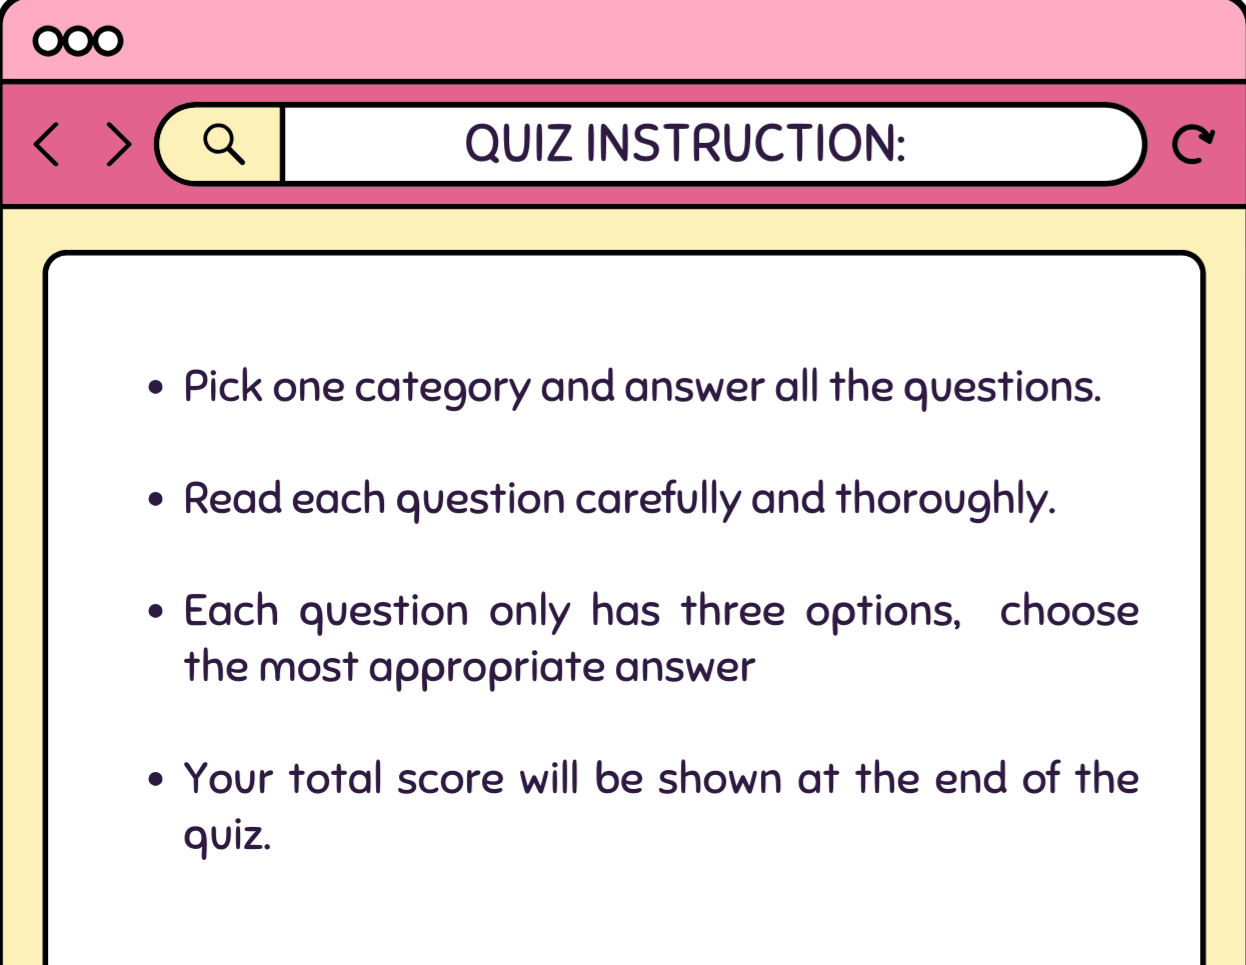 QUIZ INSTRUCTION:
• Pick one category and answer all the questions.
• Read each question carefully and thoroughly.
• Each question only has three options, choose
the most appropriate answer
• Your total score will be shown at the end of the
quiz.